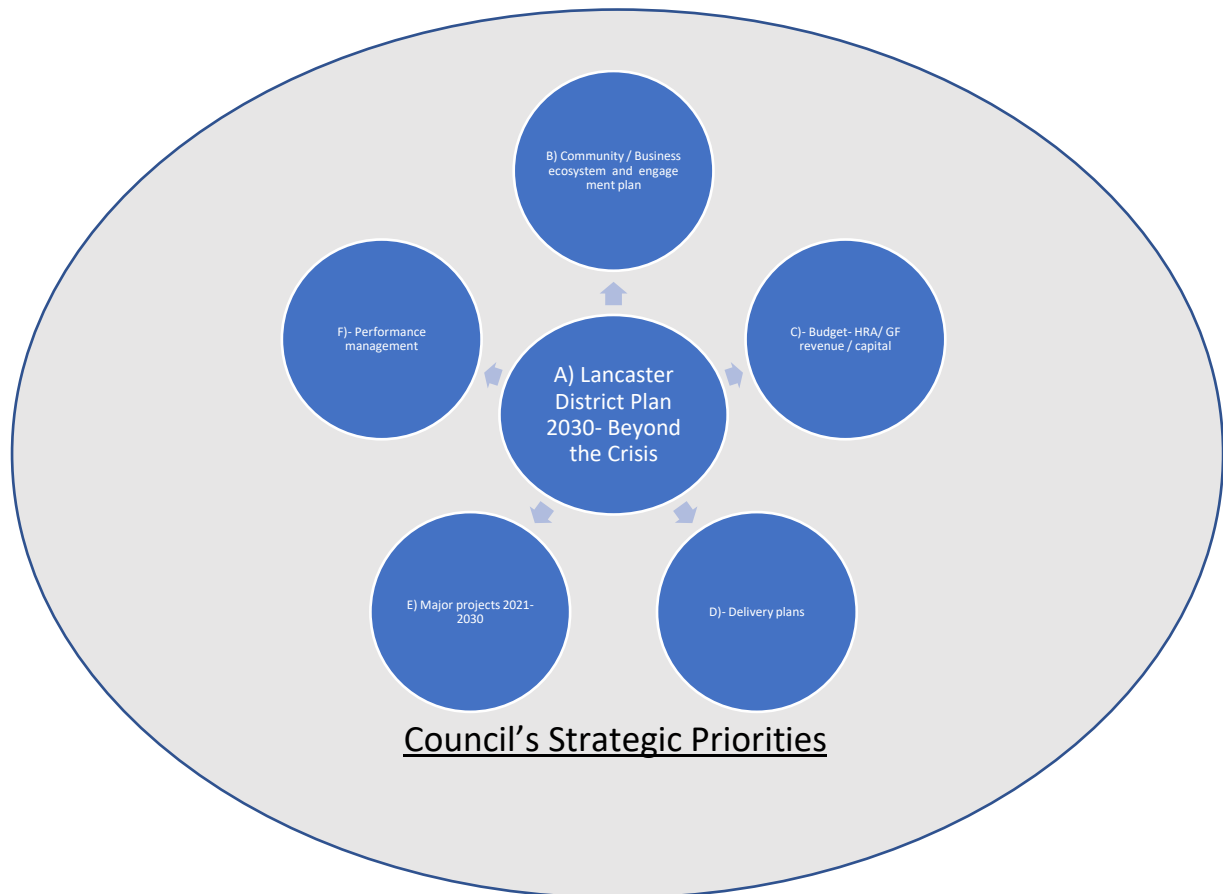 B) Community / Business
ecosystem and engage
ment plan
F)- Performance
management
C)- Budget- HRA/ GF
revenue / capital
A) Lancaster
District Plan
2030- Beyond
the Crisis
E) Major projects 2021-
2030
D)- Delivery plans
Council’s Strategic Priorities